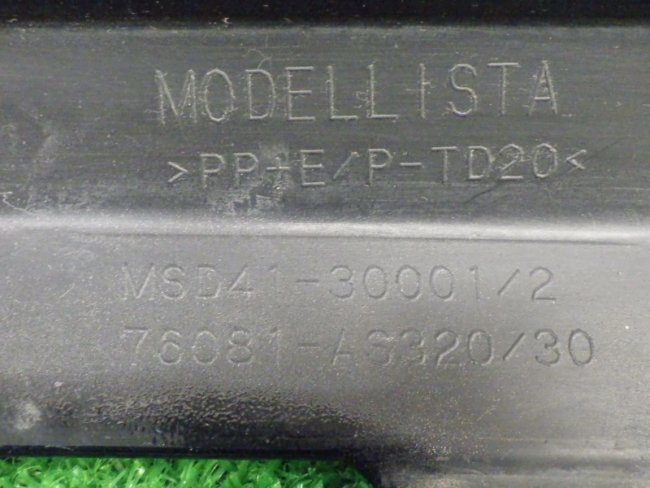 MODELLISTA
>PP+E/P-TD20<
MSD41-30001/2
76081-AS320/30